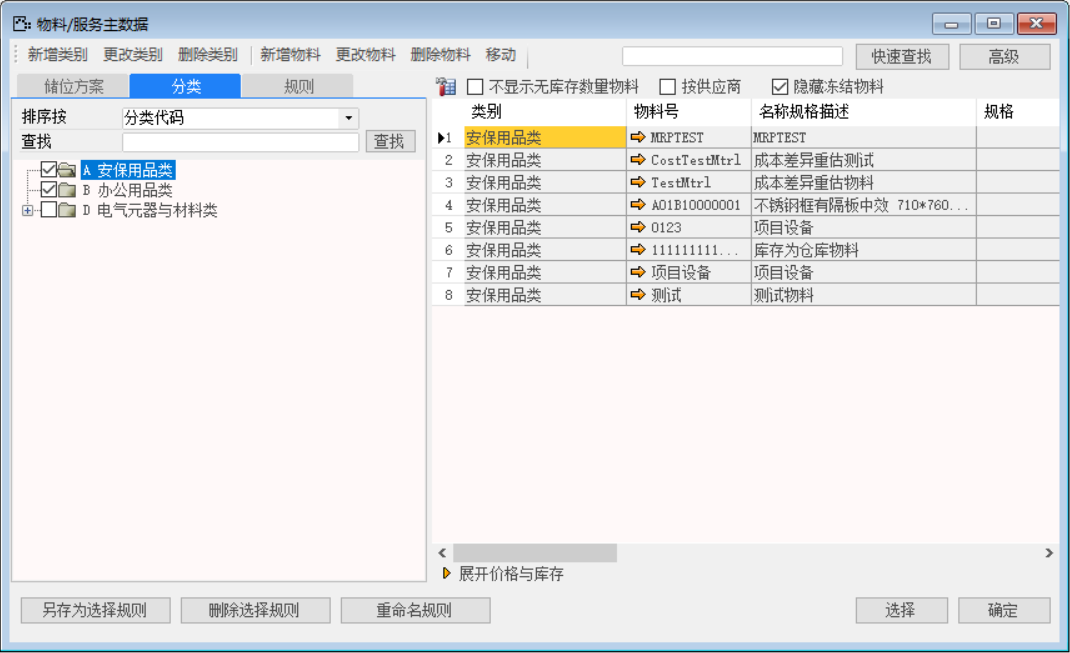 物料/服务主数据
新增类别 更改类别 删除类别 新增物料 更改物料 删除物料 移动 快速查找 高级
储位方案 分类 规则
不显示无库存数量物料 按供应商 隐藏冻结物料
排序按 分类代码
查找 查找
A 安保用品类
B 办公用品类
D 电气元器与材料类
类别 物料号 名称规格描述 规格
1 安保用品类 MRPTEST MRPTEST
2 安保用品类 CostTestMtrl 成本差异重估测试
3 安保用品类 TestMtrl 成本差异重估物料
4 安保用品类 A01B10000001 不锈钢框有隔板中效 710*760...
5 安保用品类 0123 项目设备
6 安保用品类 111111111... 库存为仓库物料
7 安保用品类 项目设备 项目设备
8 安保用品类 测试 测试物料
展开价格与库存
另存为选择规则 删除选择规则 重命名规则 选择 确定